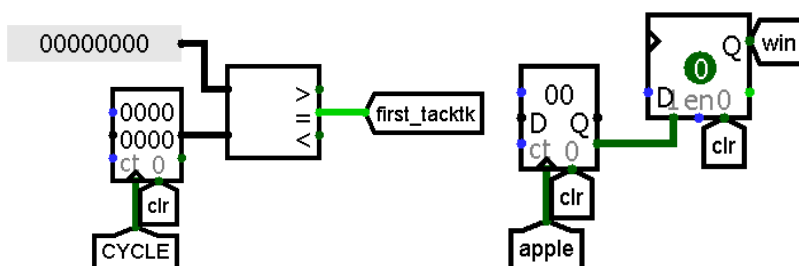 00000000
0000
0000
ct 0
clr
CYCLE
>
=
<
first_tacktk
00
D Q
ct 0
clr
apple
Q
0
D 1 en 0
clr
win